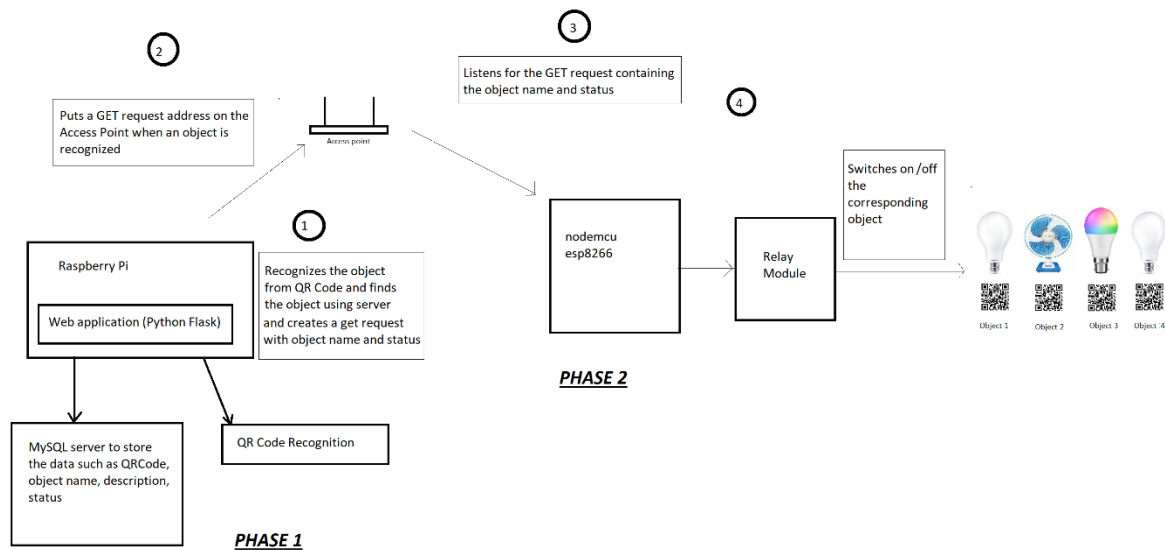 2
Puts a GET request address on the
Access Point when an object is
recognized
Access point
3
Listens for the GET request containing
the object name and status
4
Switches on /off
the
corresponding
object
1
Recognizes the object
from QR Code and finds
the object using server
and creates a get request
with object name and status
Raspberry Pi
Web application (Python Flask)
nodemcu
esp8266
Relay
Module
Object 1
Object 2
Object 3
Object :4
PHASE 2
MySQL server to store
the data such as QRCode,
object name, description,
status
QR Code Recognition
PHASE 1